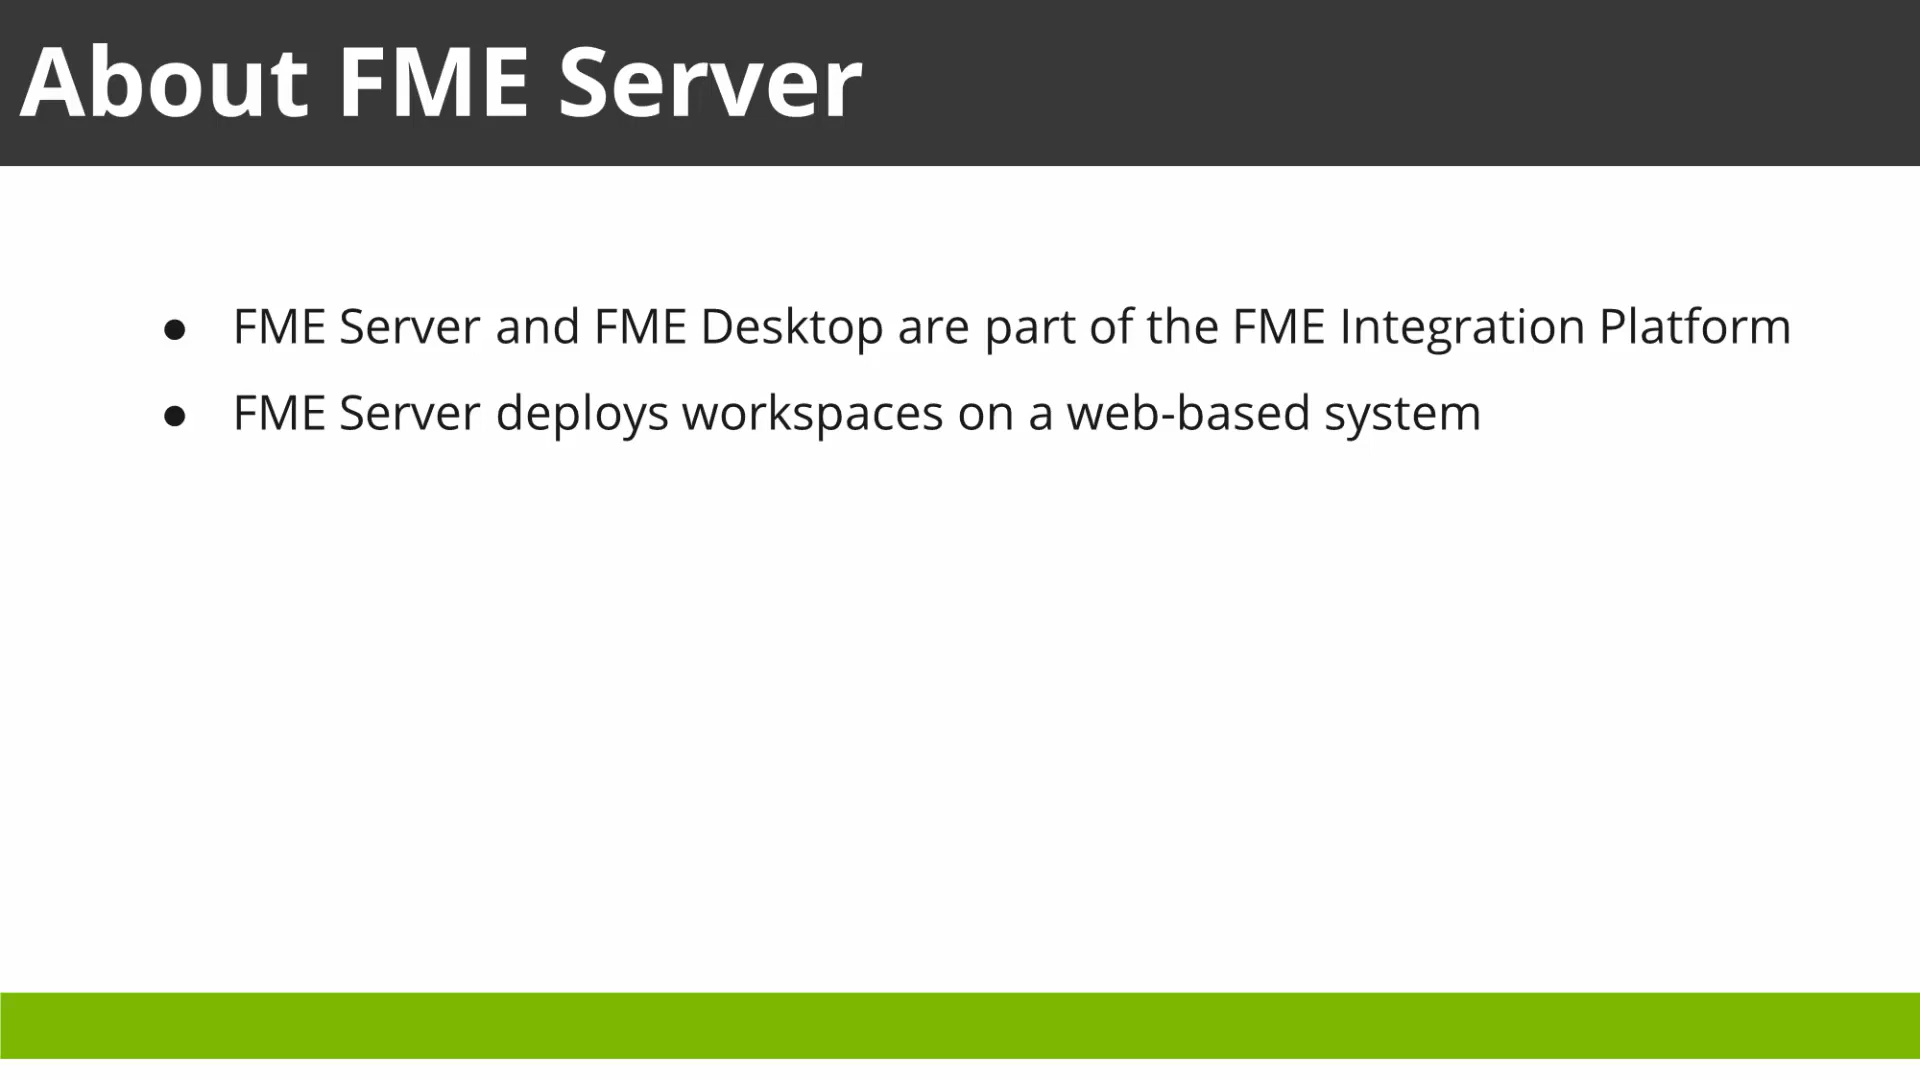 About FME Server
● FME Server and FME Desktop are part of the FME Integration Platform
● FME Server deploys workspaces on a web-based system